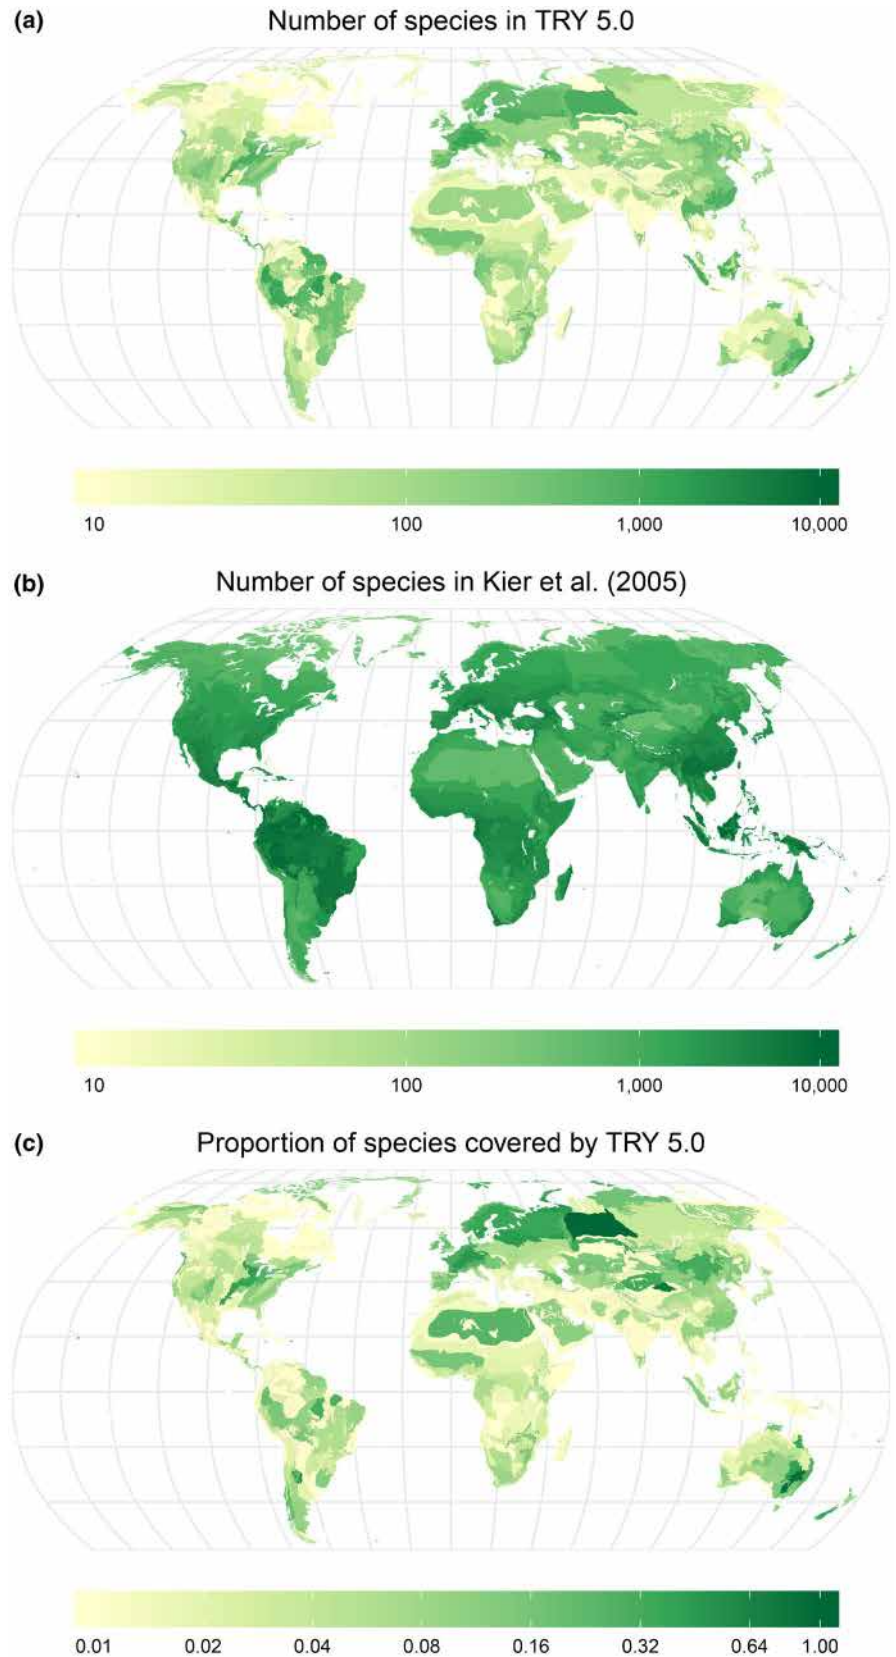 (a) Number of species in TRY 5.0
10 100 1,000 10,000
(b) Number of species in Kier et al. (2005)
10 100 1,000 10,000
(c) Proportion of species covered by TRY 5.0
0.01 0.02 0.04 0.08 0.16 0.32 0.64 1.00